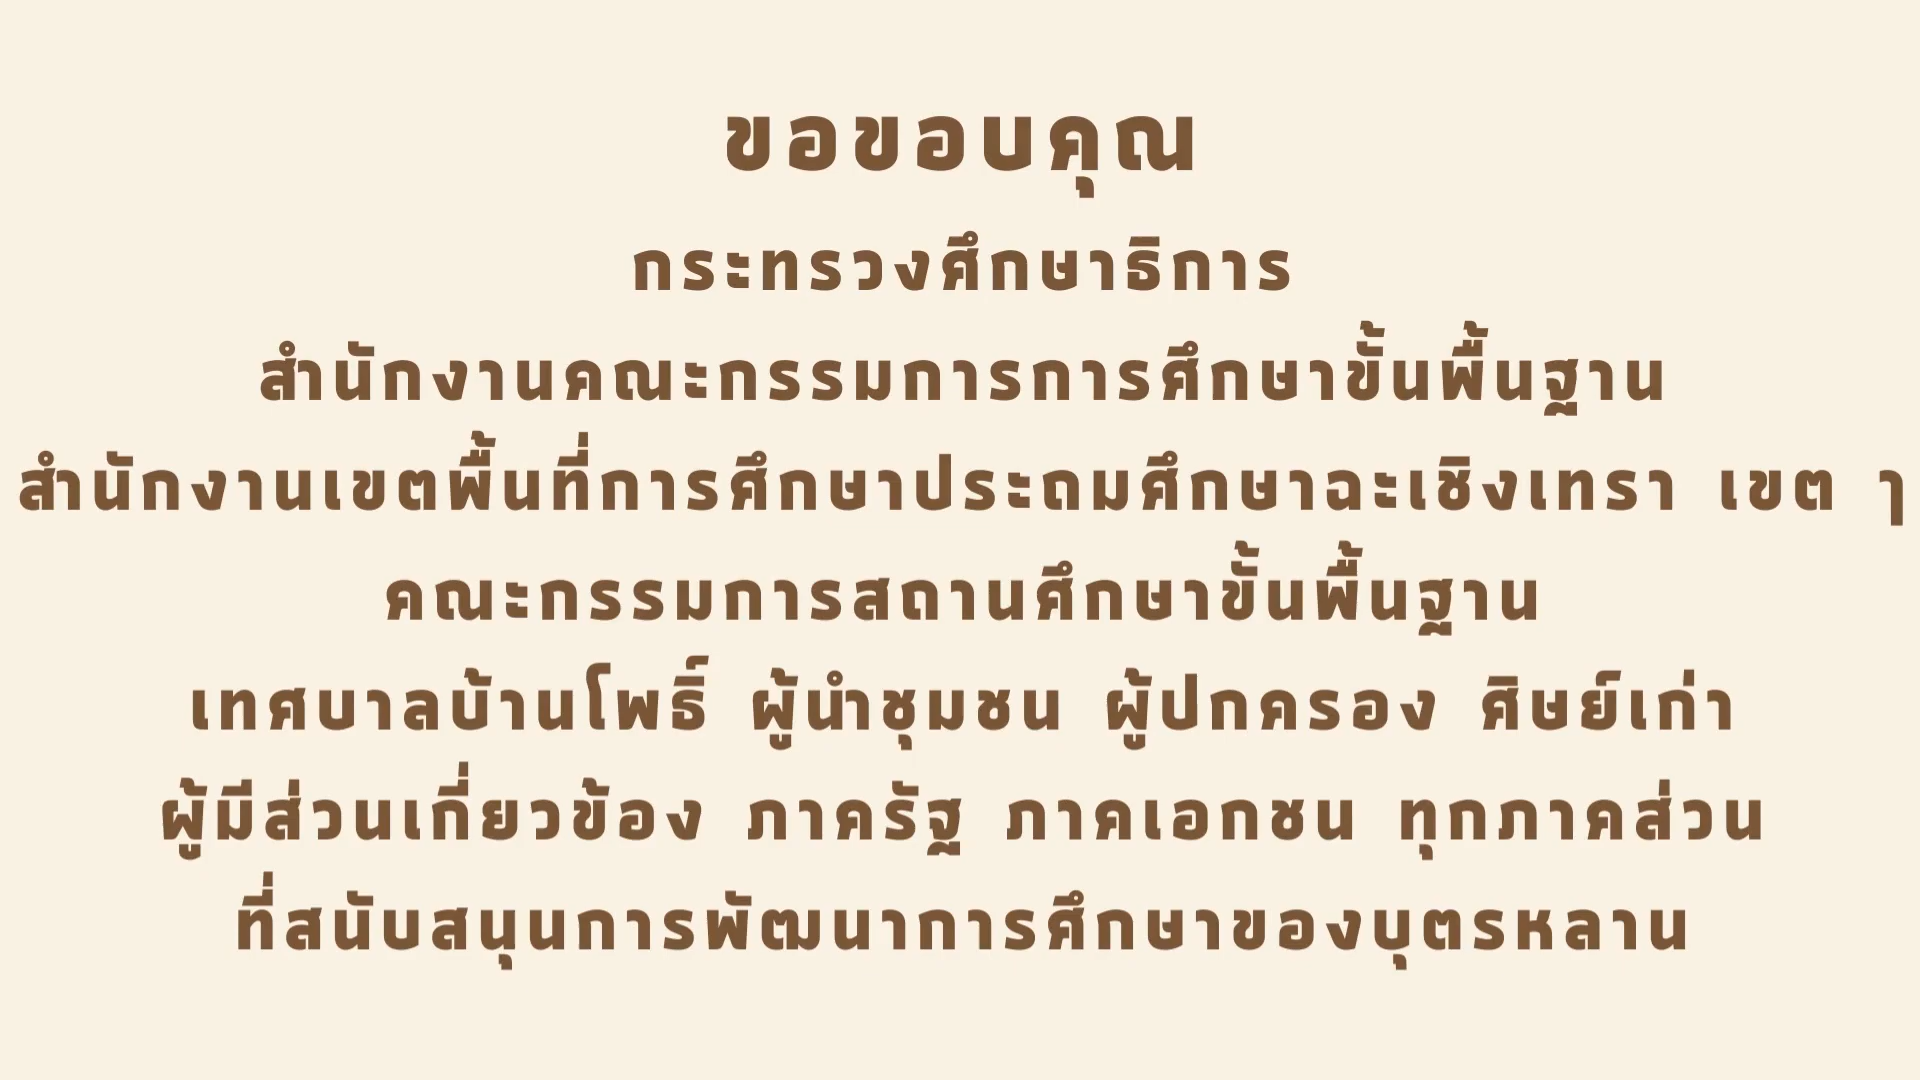 ขอขอบคุณ
กระทรวงศึกษาธิการ
สำนักงานคณะกรรมการการศึกษาขั้นพื้นฐาน
สำนักงานเขตพื้นที่การศึกษาประถมศึกษาฉะเชิงเทรา เขต ๅ
คณะกรรมการสถานศึกษาขั้นพื้นฐาน
เทศบาลบ้านโพธิ์ ผู้นำชุมชน ผู้ปกครอง ศิษย์เก่า
ผู้มีส่วนเกี่ยวข้อง ภาครัฐ ภาคเอกชน ทุกภาคส่วน
ที่สนับสนุนการพัฒนาการศึกษาของบุตรหลาน